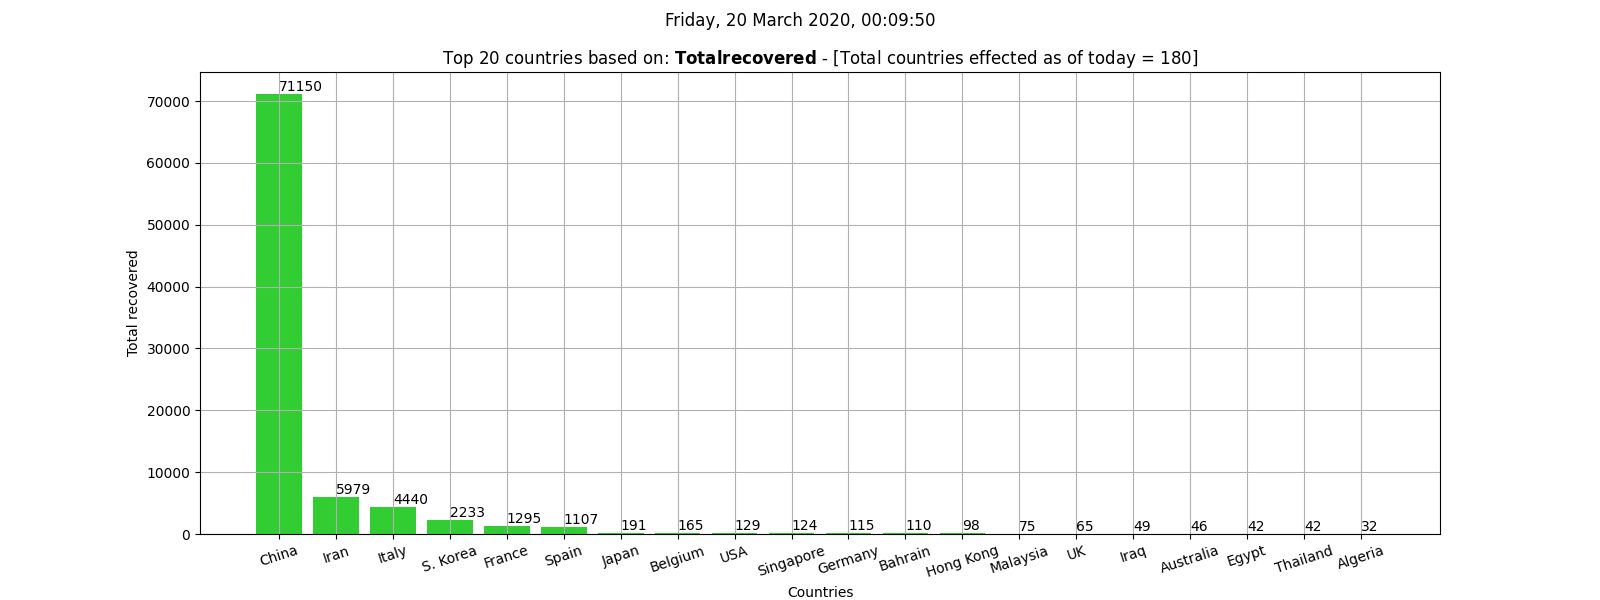 Friday, 20 March 2020, 00:09:50
Top 20 countries based on: Totalrecovered - [Total countries effected as of today = 180]
Total recovered
70000
60000
50000
40000
30000
20000
10000
0
71150
5979
4440
2233
1295
1107
191
165
129
124
115
110
98
75
65
49
46
42
42
32
China
Iran
Italy
S. Korea
France
Spain
Japan
Belgium
USA
Singapore
Germany
Bahrain
Hong Kong
Malaysia
UK
Iraq
Australia
Egypt
Thailand
Algeria
Countries